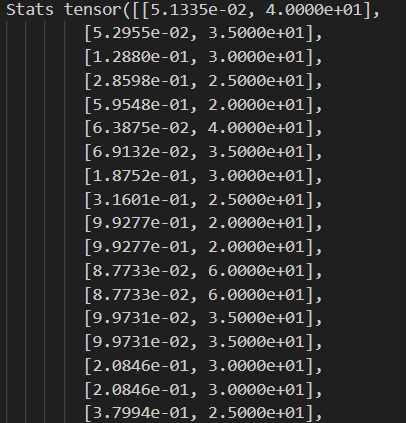 Stats tensor([[5.1335e-02, 4.0000e+01],
[5.2955e-02, 3.5000e+01],
[1.2880e-01, 3.0000e+01],
[2.8598e-01, 2.5000e+01],
[5.9548e-01, 2.0000e+01],
[6.3875e-02, 4.0000e+01],
[6.9132e-02, 3.5000e+01],
[1.8752e-01, 3.0000e+01],
[3.1601e-01, 2.5000e+01],
[9.9277e-01, 2.0000e+01],
[9.9277e-01, 2.0000e+01],
[8.7733e-02, 6.0000e+01],
[8.7733e-02, 6.0000e+01],
[9.9731e-02, 3.5000e+01],
[9.9731e-02, 3.5000e+01],
[2.0846e-01, 3.0000e+01],
[2.0846e-01, 3.0000e+01],
[3.7994e-01, 2.5000e+01],